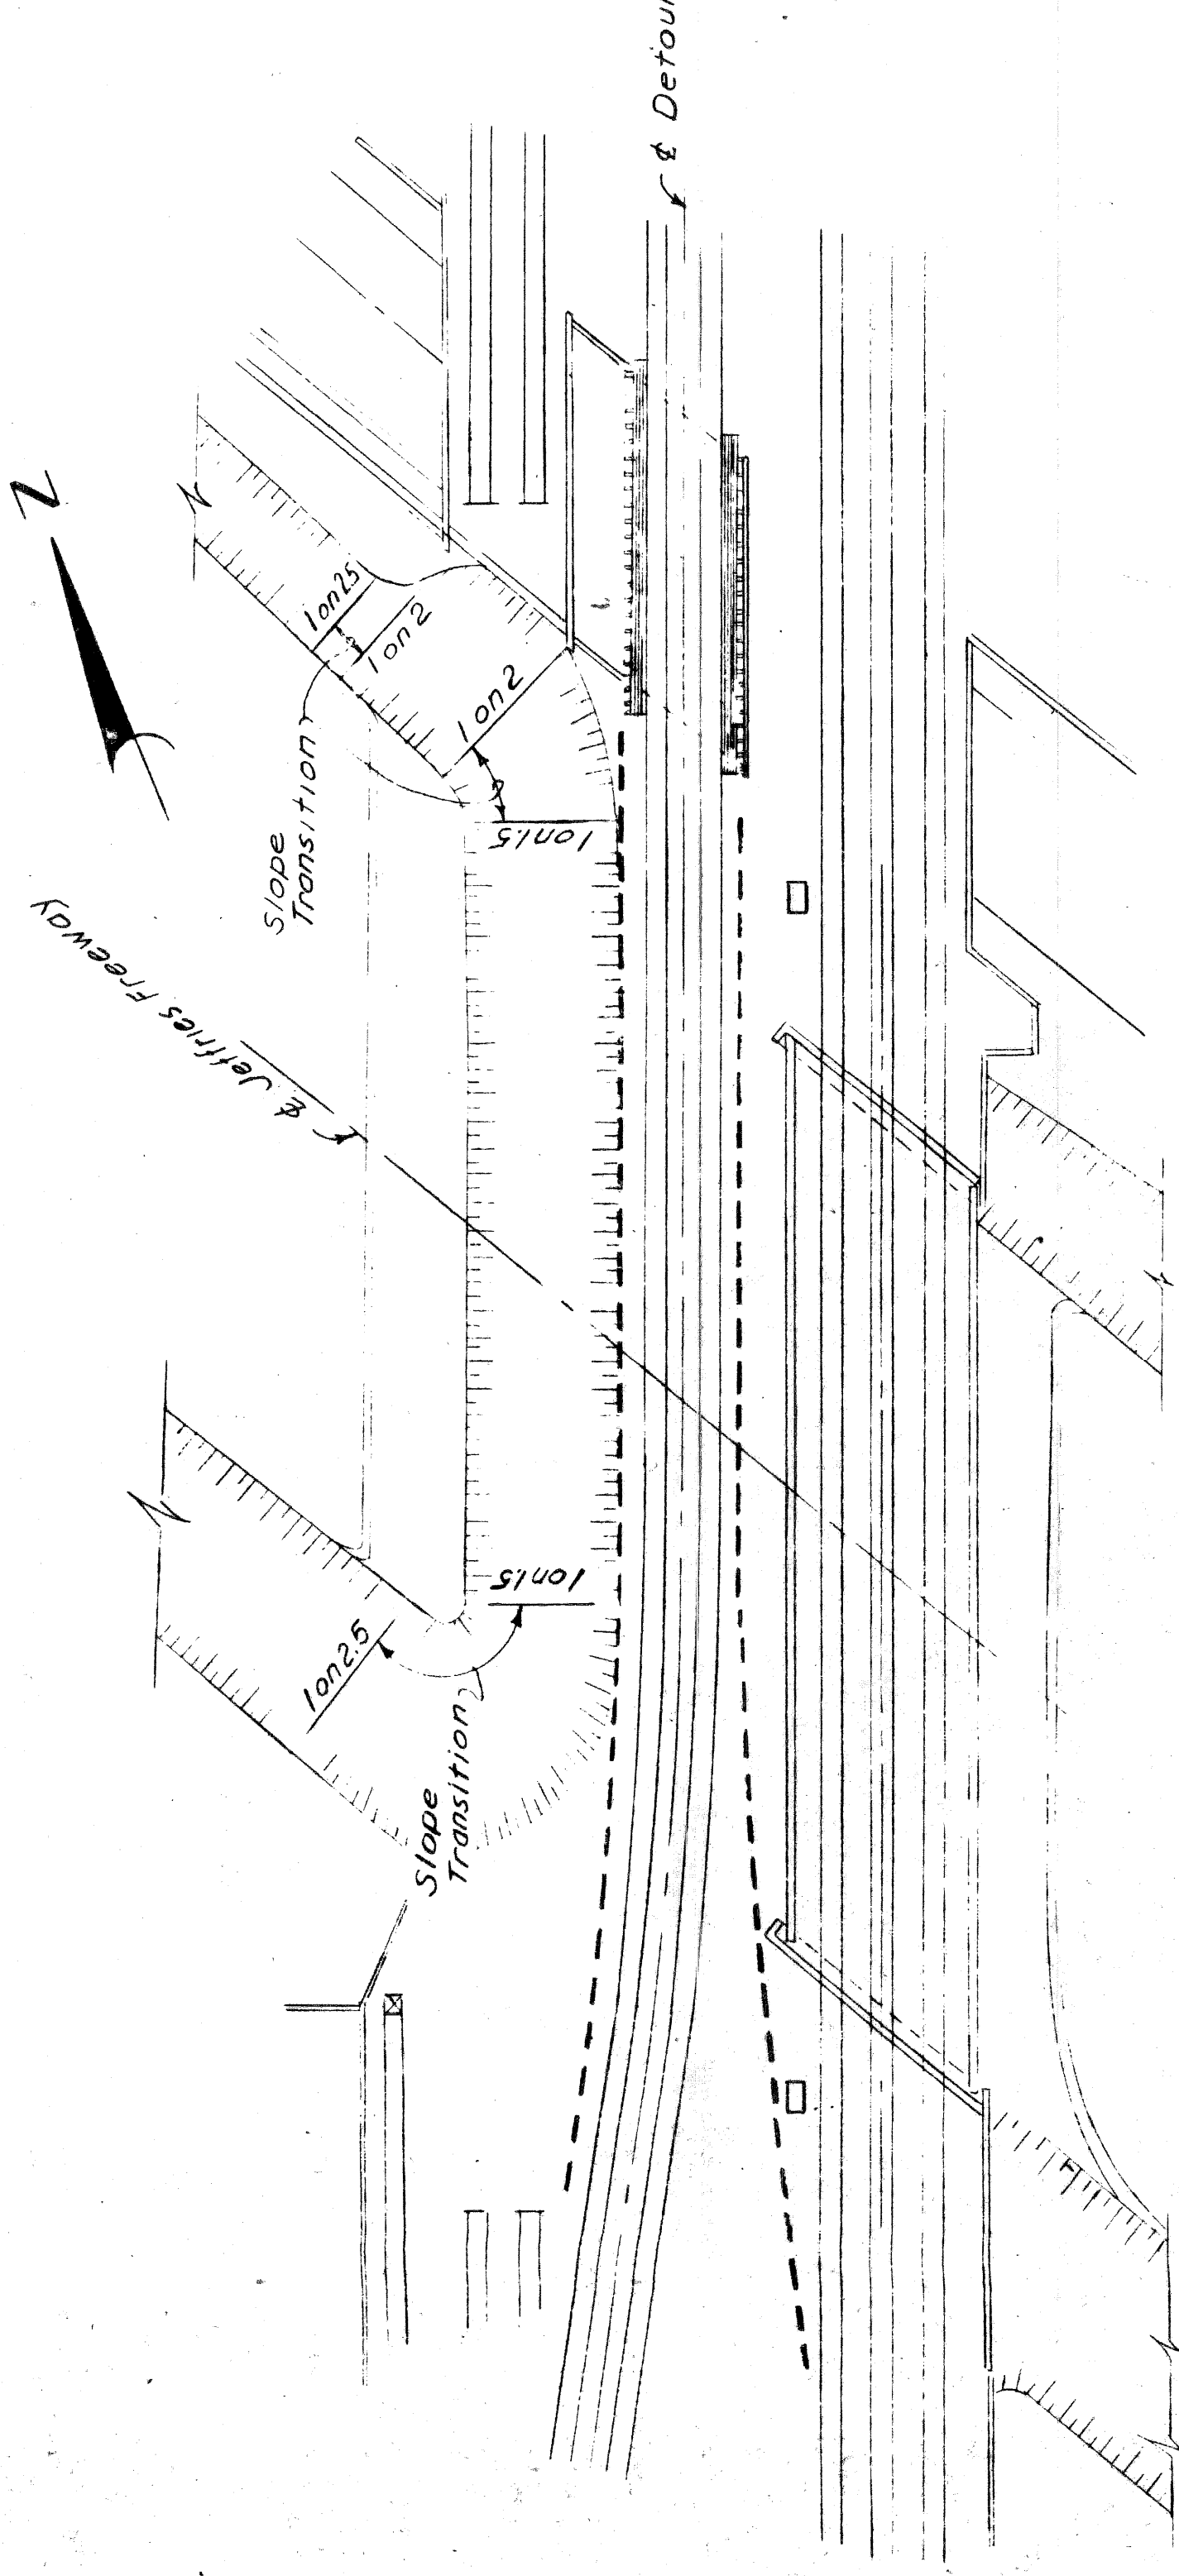 ℄ Detour
N
1 on 2.5
1 on 2
1 on 2
Slope
Transition
1 on 1.5
℄ Jeffries Freeway
1 on 1.5
1 on 2.5
Slope
Transition